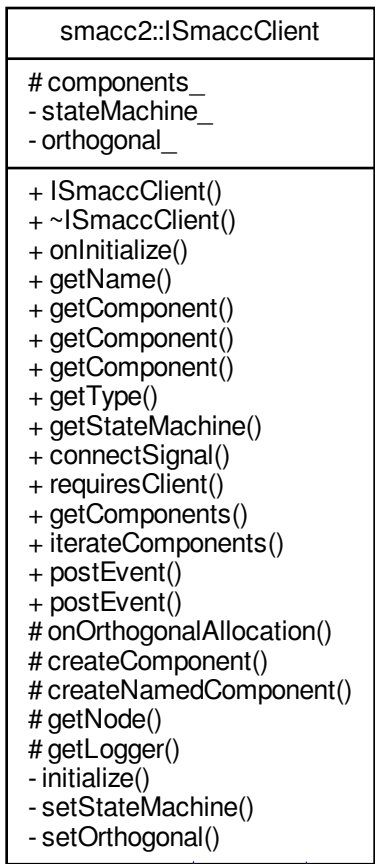 smacc2::ISmaccClient
# components_
- stateMachine_
- orthogonal_
+ ISmaccClient()
+ ~ISmaccClient()
+ onInitialize()
+ getName()
+ getComponent()
+ getComponent()
+ getComponent()
+ getType()
+ getStateMachine()
+ connectSignal()
+ requiresClient()
+ getComponents()
+ iterateComponents()
+ postEvent()
+ postEvent()
# onOrthogonalAllocation()
# createComponent()
# createNamedComponent()
# getNode()
# getLogger()
- initialize()
- setStateMachine()
- setOrthogonal()